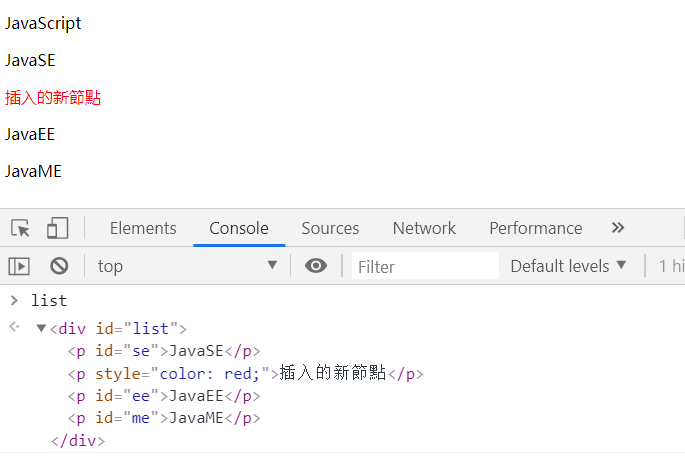 JavaScript
JavaSE
插入的新節點
JavaEE
JavaME
Elements Console Sources Network Performance »
top Filter Default levels 1 hi
> list
<div id="list">
<p id="se">JavaSE</p>
<p style="color: red;">插入的新節點</p>
<p id="ee">JavaEE</p>
<p id="me">JavaME</p>
</div>